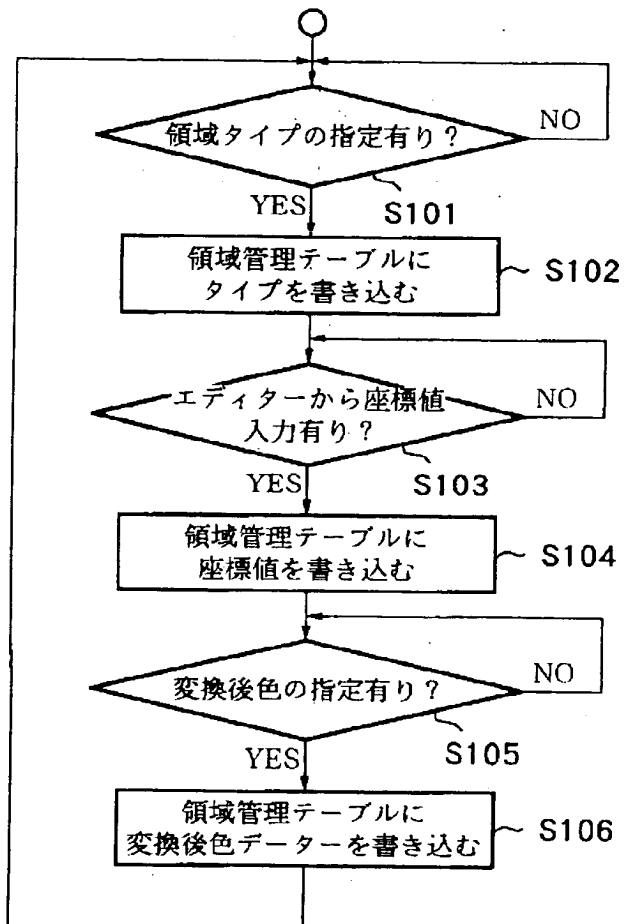 領域タイプの指定有り?
NO
YES
S101
領域管理テーブルに
タイプを書き込む
S102
エディターから座標値
入力有り?
NO
YES
S103
領域管理テーブルに
座標値を書き込む
S104
変換後色の指定有り?
NO
YES
S105
領域管理テーブルに
変換後色データーを書き込む
S106